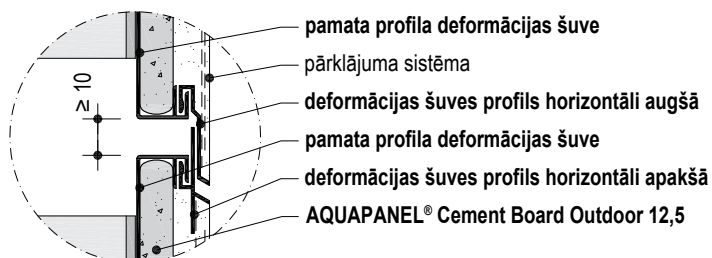 pamata profila deformācijas šuve
pārklājuma sistēma
deformācijas šuves profils horizontāli augšā
pamata profila deformācijas šuve
deformācijas šuves profils horizontāli apakšā
AQUAPANEL® Cement Board Outdoor 12,5
≥ 10